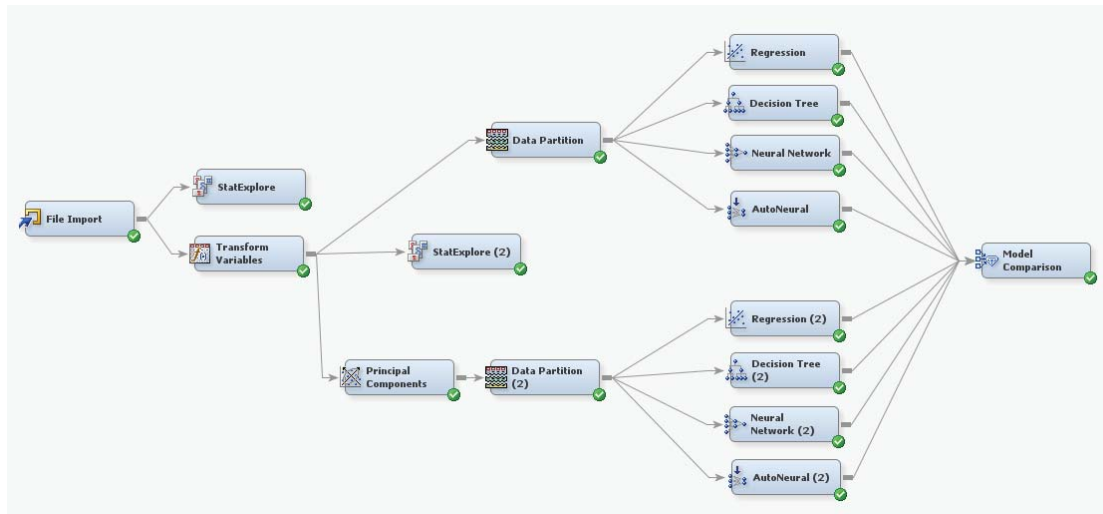 File Import
StatExplore
Transform
Variables
StatExplore (2)
Principal
Components
Data Partition
Data Partition
(2)
Regression
Decision Tree
Neural Network
AutoNeural
Regression (2)
Decision Tree
(2)
Neural
Network (2)
AutoNeural (2)
Model
Comparison